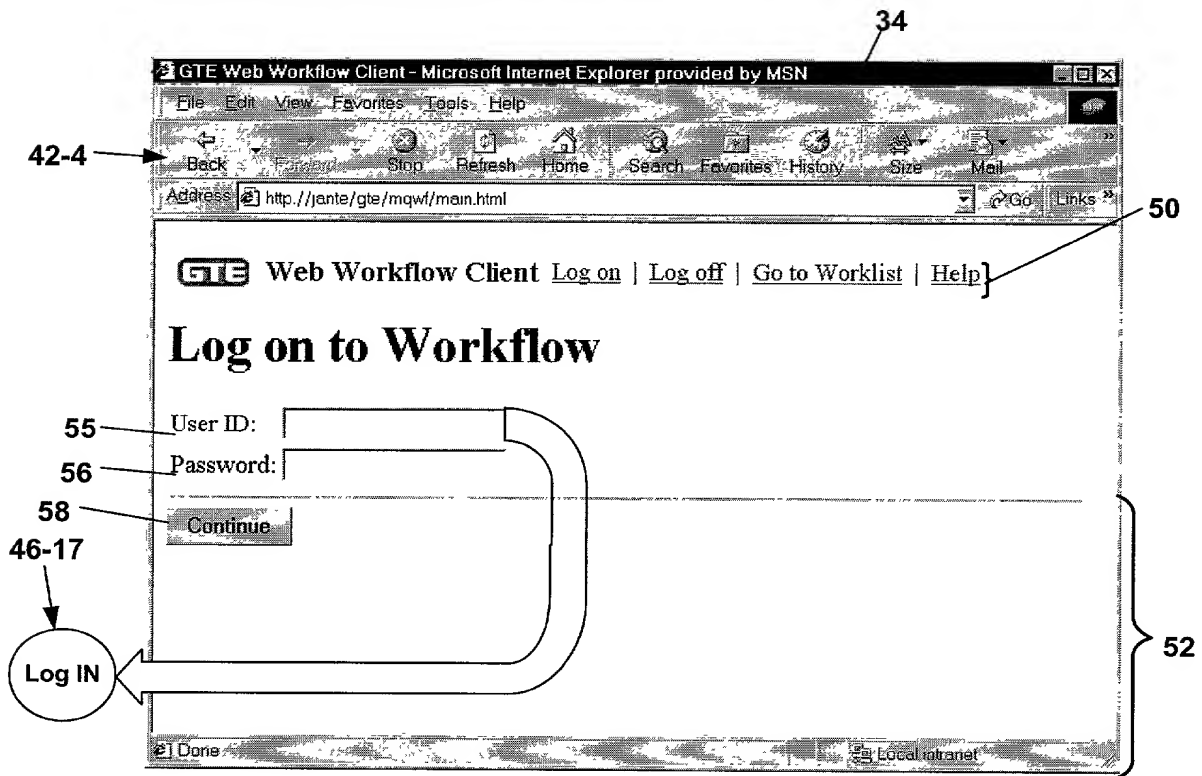 34
GTE Web Workflow Client - Microsoft Internet Explorer provided by MSN
File Edit View Favorites Tools Help
42-4
Back Forward Stop Refresh Home Search Favorites History Size Mail »
Address http://jante/gte/mqwf/main.html Go Links »
50
GTE Web Workflow Client Log on | Log off | Go to Worklist | Help
Log on to Workflow
55 User ID:
56 Password:
58 Continue
46-17
Log IN
52
Done Local intranet